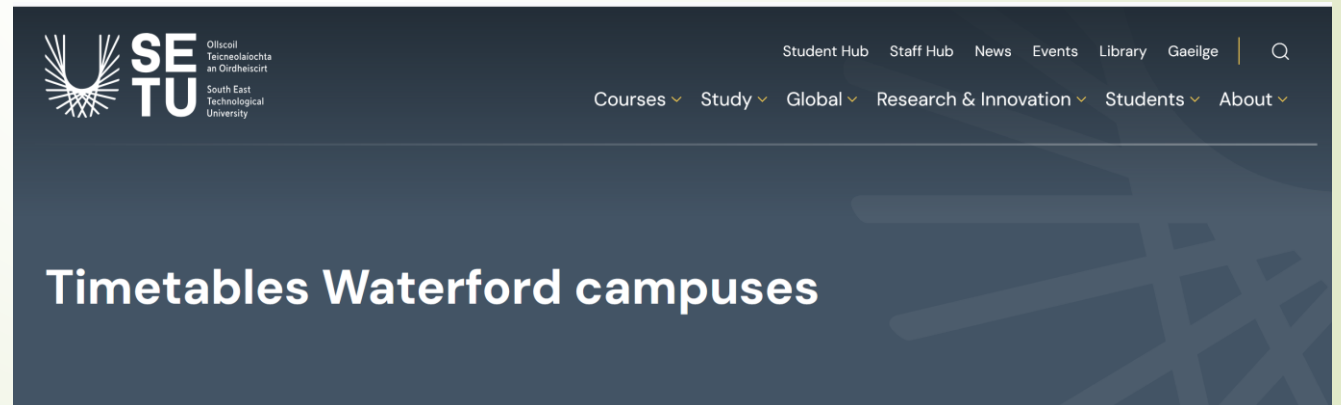 SE
TU
Ollscoil
Teicneolaíochta
an Oirdheiscirt
South East
Technological
University
Student Hub Staff Hub News Events Library Gaeilge
Courses Study Global Research & Innovation Students About
Timetables Waterford campuses